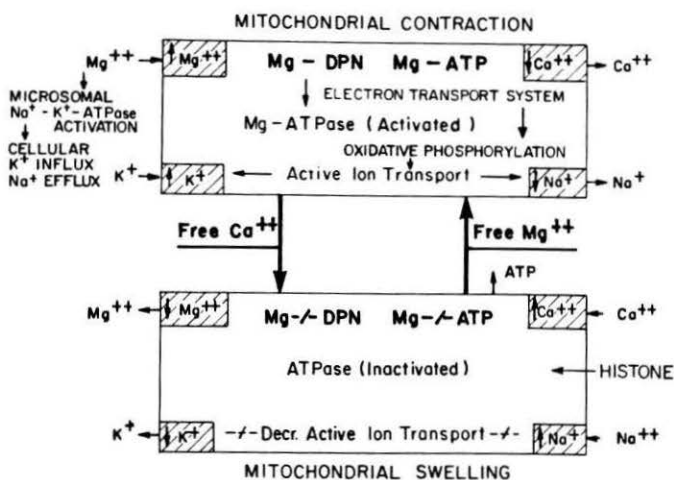 MITOCHONDRIAL CONTRACTION
Mg++ → ↑Mg++ Mg – DPN Mg – ATP ↓Ca++ → Ca++
↓ ↓ ELECTRON TRANSPORT SYSTEM
MICROSOMAL
Na+ - K+ - ATPase
ACTIVATION
Mg – ATPase (Activated) ↓
↓
CELLULAR
K+ INFLUX
Na+ EFFLUX
OXIDATIVE PHOSPHORYLATION
K+ → ↑K+ ← Active Ion Transport → ↓Na+ → Na+
Free Ca++ Free Mg++
ATP
Mg++ ← ↓Mg++ Mg-/-DPN Mg-/-ATP ↑Ca++ ← Ca++
ATPase (Inactivated) ← HISTONE
K+ ← ↓K+ -/-Decr. Active Ion Transport-/- ↑Na+ ← Na++
MITOCHONDRIAL SWELLING